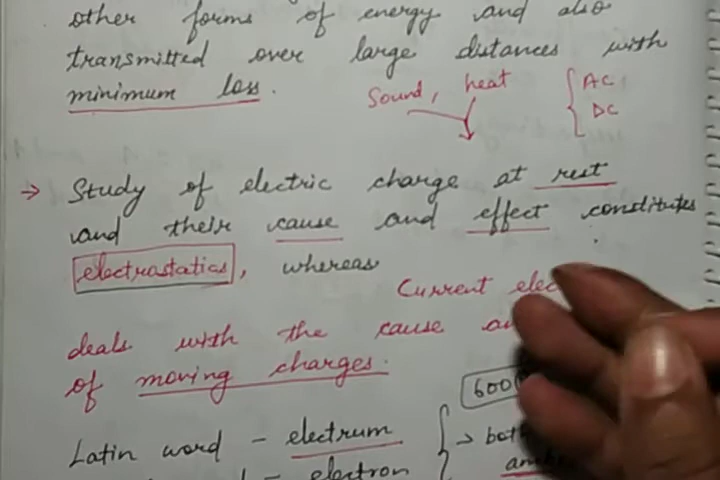 other forms of energy and also
transmitted over large distances with
minimum loss.
Sound, heat
AC
DC
→ Study of electric charge at rest
and their cause and effect constitutes
electrostatics, whereas
Current
deals with the cause
of moving charges.
600
Latin word - electrum
- electron